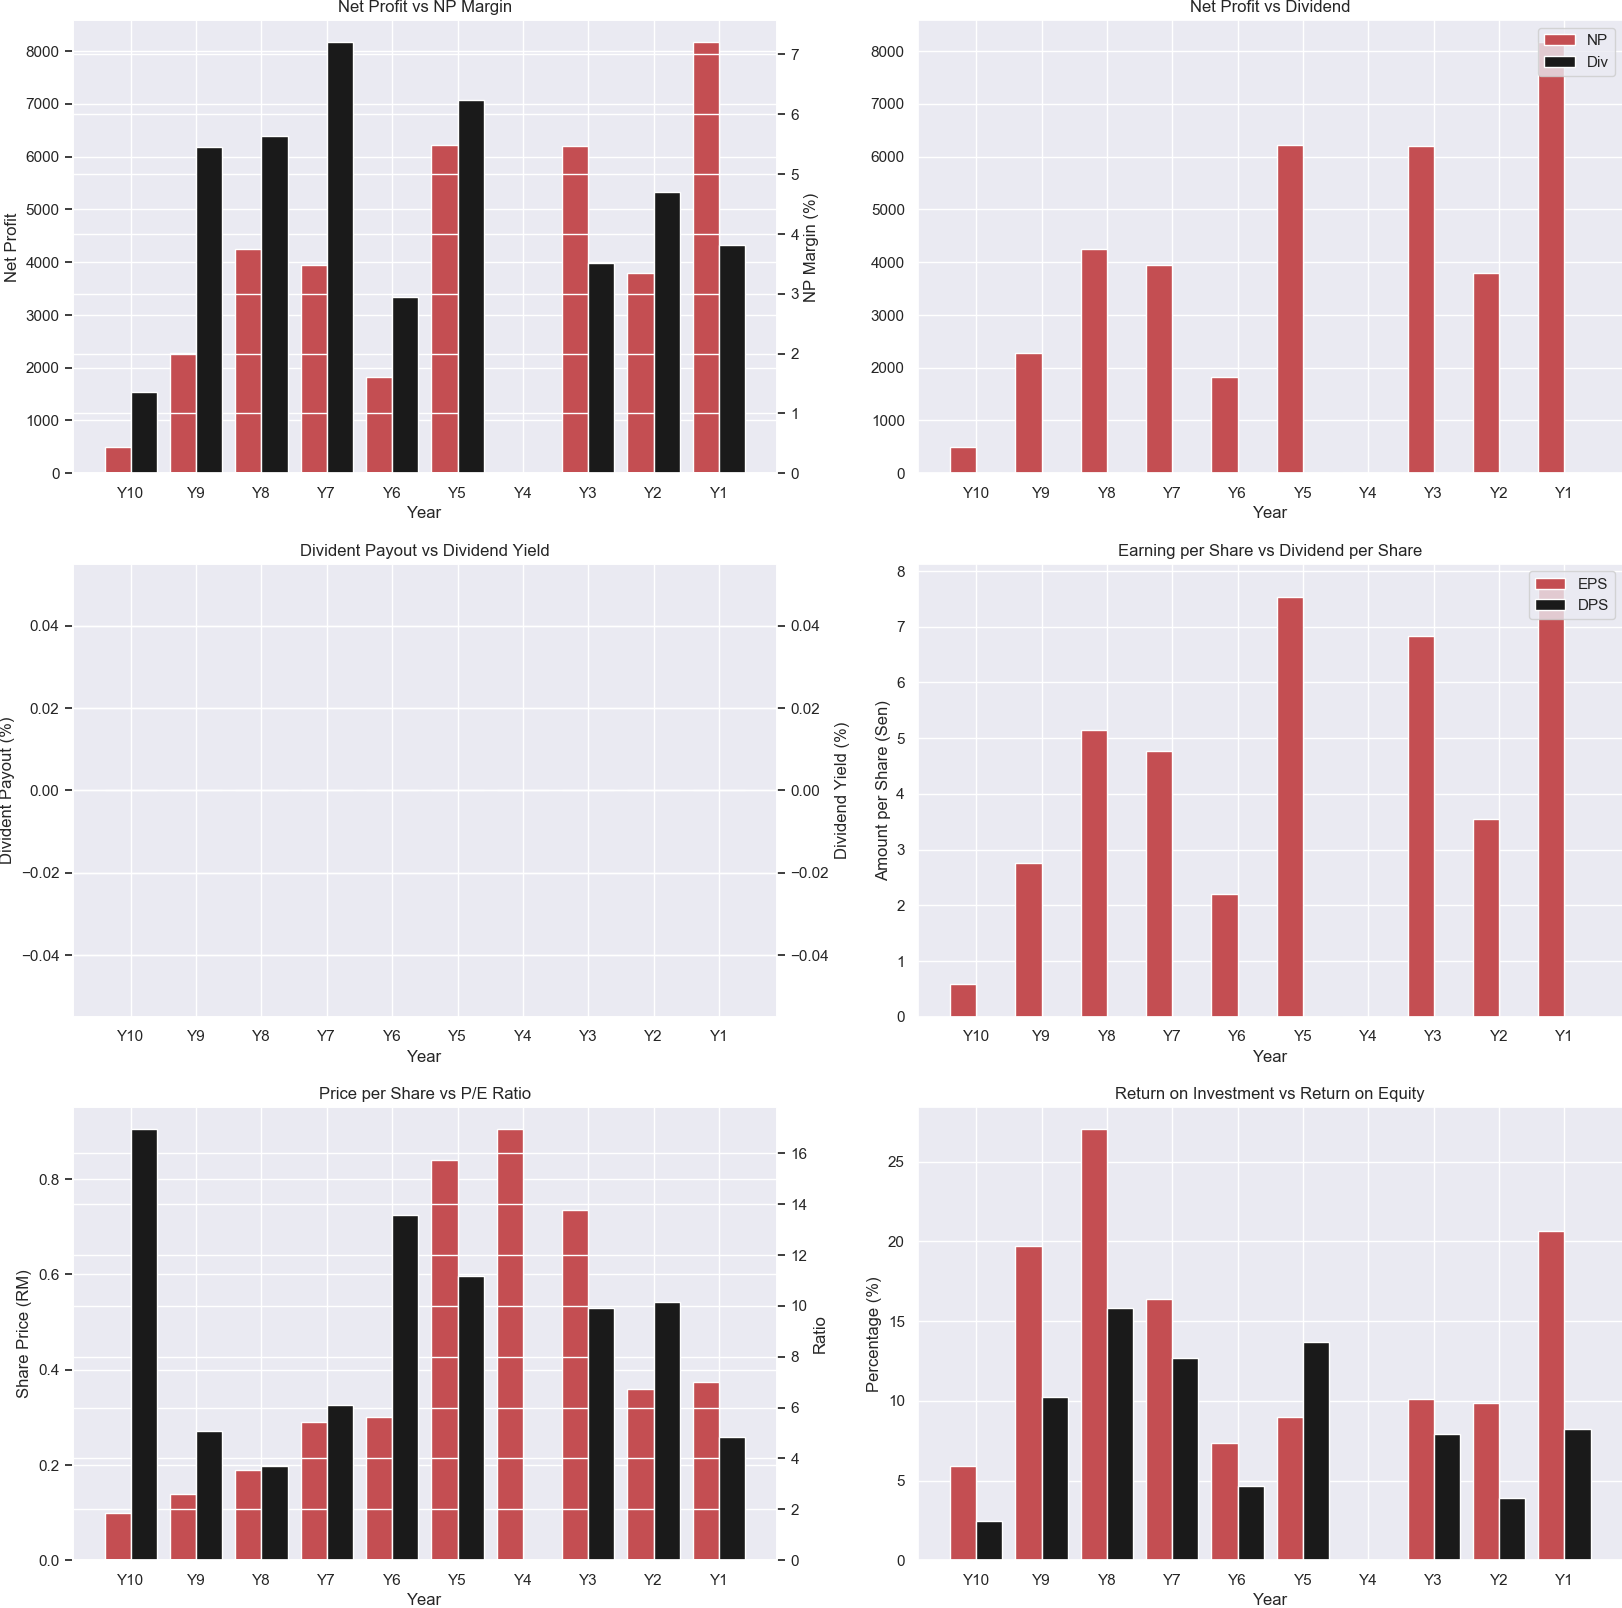 Net Profit vs NP Margin
8000
7000
6000
5000
4000
3000
2000
1000
0
Net Profit
7
6
5
4
3
2
1
0
NP Margin (%)
Y10 Y9 Y8 Y7 Y6 Y5 Y4 Y3 Y2 Y1
Year
Net Profit vs Dividend
NP
Div
8000
7000
6000
5000
4000
3000
2000
1000
0
Y10 Y9 Y8 Y7 Y6 Y5 Y4 Y3 Y2 Y1
Year
Divident Payout vs Dividend Yield
0.04
0.02
0.00
−0.02
−0.04
Divident Payout (%)
0.04
0.02
0.00
−0.02
−0.04
Dividend Yield (%)
Y10 Y9 Y8 Y7 Y6 Y5 Y4 Y3 Y2 Y1
Year
Earning per Share vs Dividend per Share
EPS
DPS
8
7
6
5
4
3
2
1
0
Amount per Share (Sen)
Y10 Y9 Y8 Y7 Y6 Y5 Y4 Y3 Y2 Y1
Year
Price per Share vs P/E Ratio
0.8
0.6
0.4
0.2
0.0
Share Price (RM)
16
14
12
10
8
6
4
2
0
Ratio
Y10 Y9 Y8 Y7 Y6 Y5 Y4 Y3 Y2 Y1
Year
Return on Investment vs Return on Equity
25
20
15
10
5
0
Percentage (%)
Y10 Y9 Y8 Y7 Y6 Y5 Y4 Y3 Y2 Y1
Year